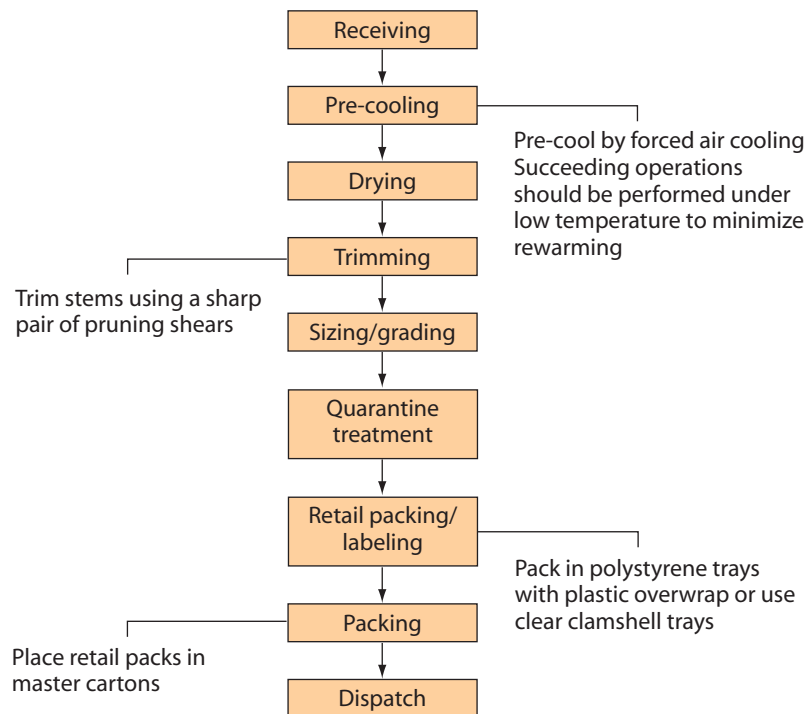 Receiving
Pre-cooling
Pre-cool by forced air cooling
Succeeding operations
should be performed under
low temperature to minimize
rewarming
Drying
Trimming
Trim stems using a sharp
pair of pruning shears
Sizing/grading
Quarantine
treatment
Retail packing/
labeling
Pack in polystyrene trays
with plastic overwrap or use
clear clamshell trays
Packing
Place retail packs in
master cartons
Dispatch